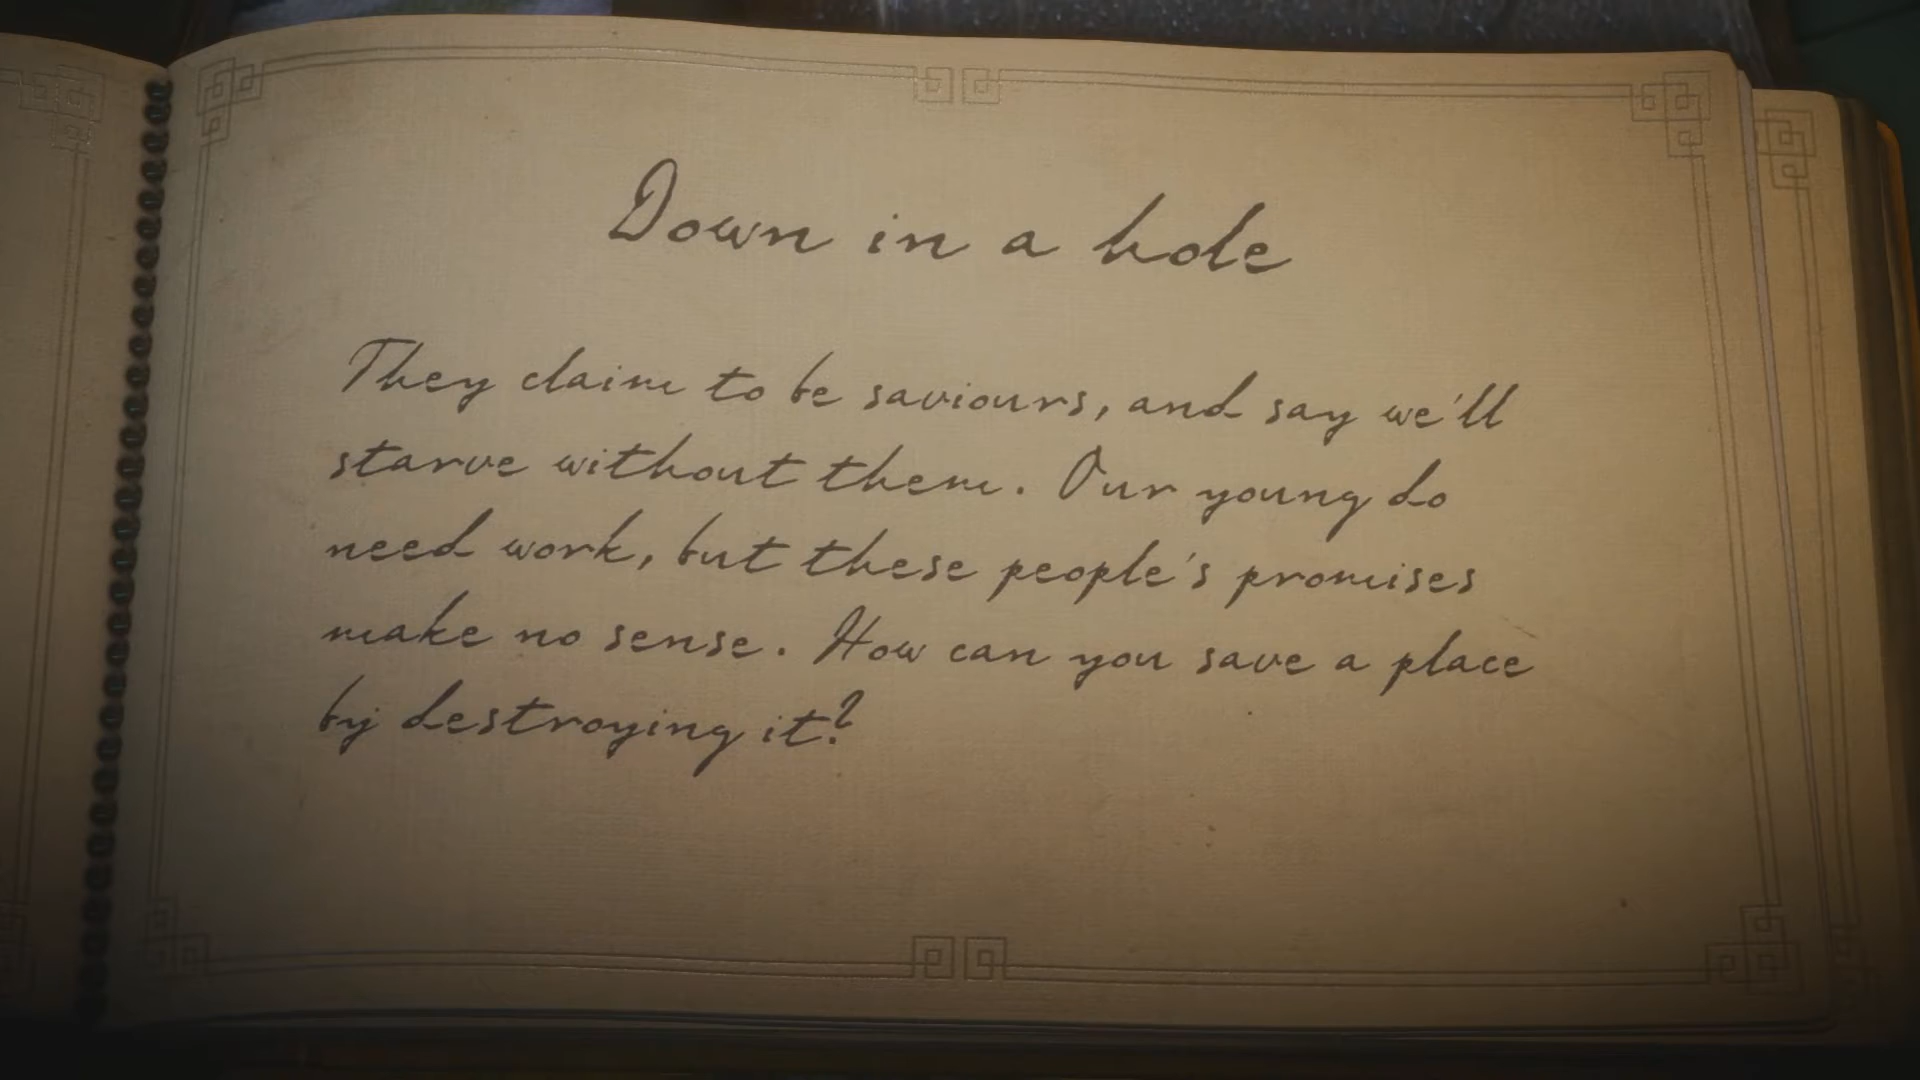 Down in a hole
They claim to be saviours, and say we'll
starve without them. Our young do
need work, but these people's promises
make no sense. How can you save a place
by destroying it?